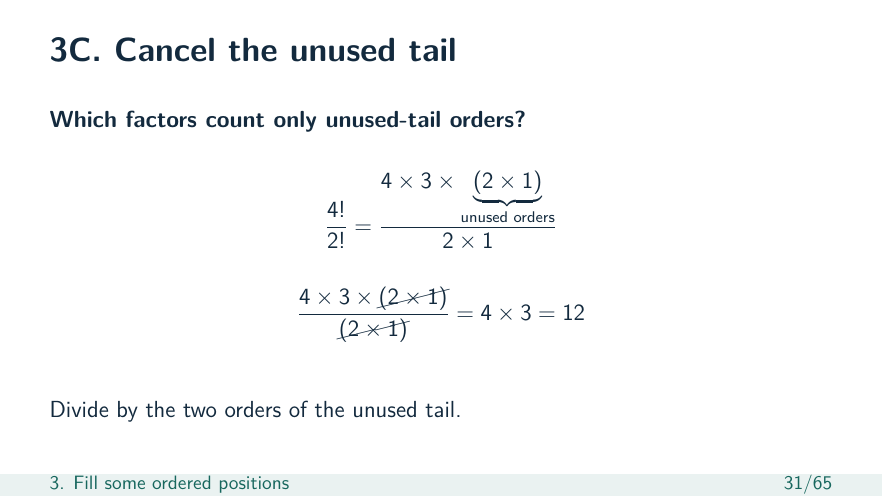 3C. Cancel the unused tail
Which factors count only unused-tail orders?
4!/2! = (4 × 3 × (2 × 1))/(2 × 1)
unused orders
4 × 3 × (2 × 1)/(2 × 1) = 4 × 3 = 12
Divide by the two orders of the unused tail.
3. Fill some ordered positions 31/65